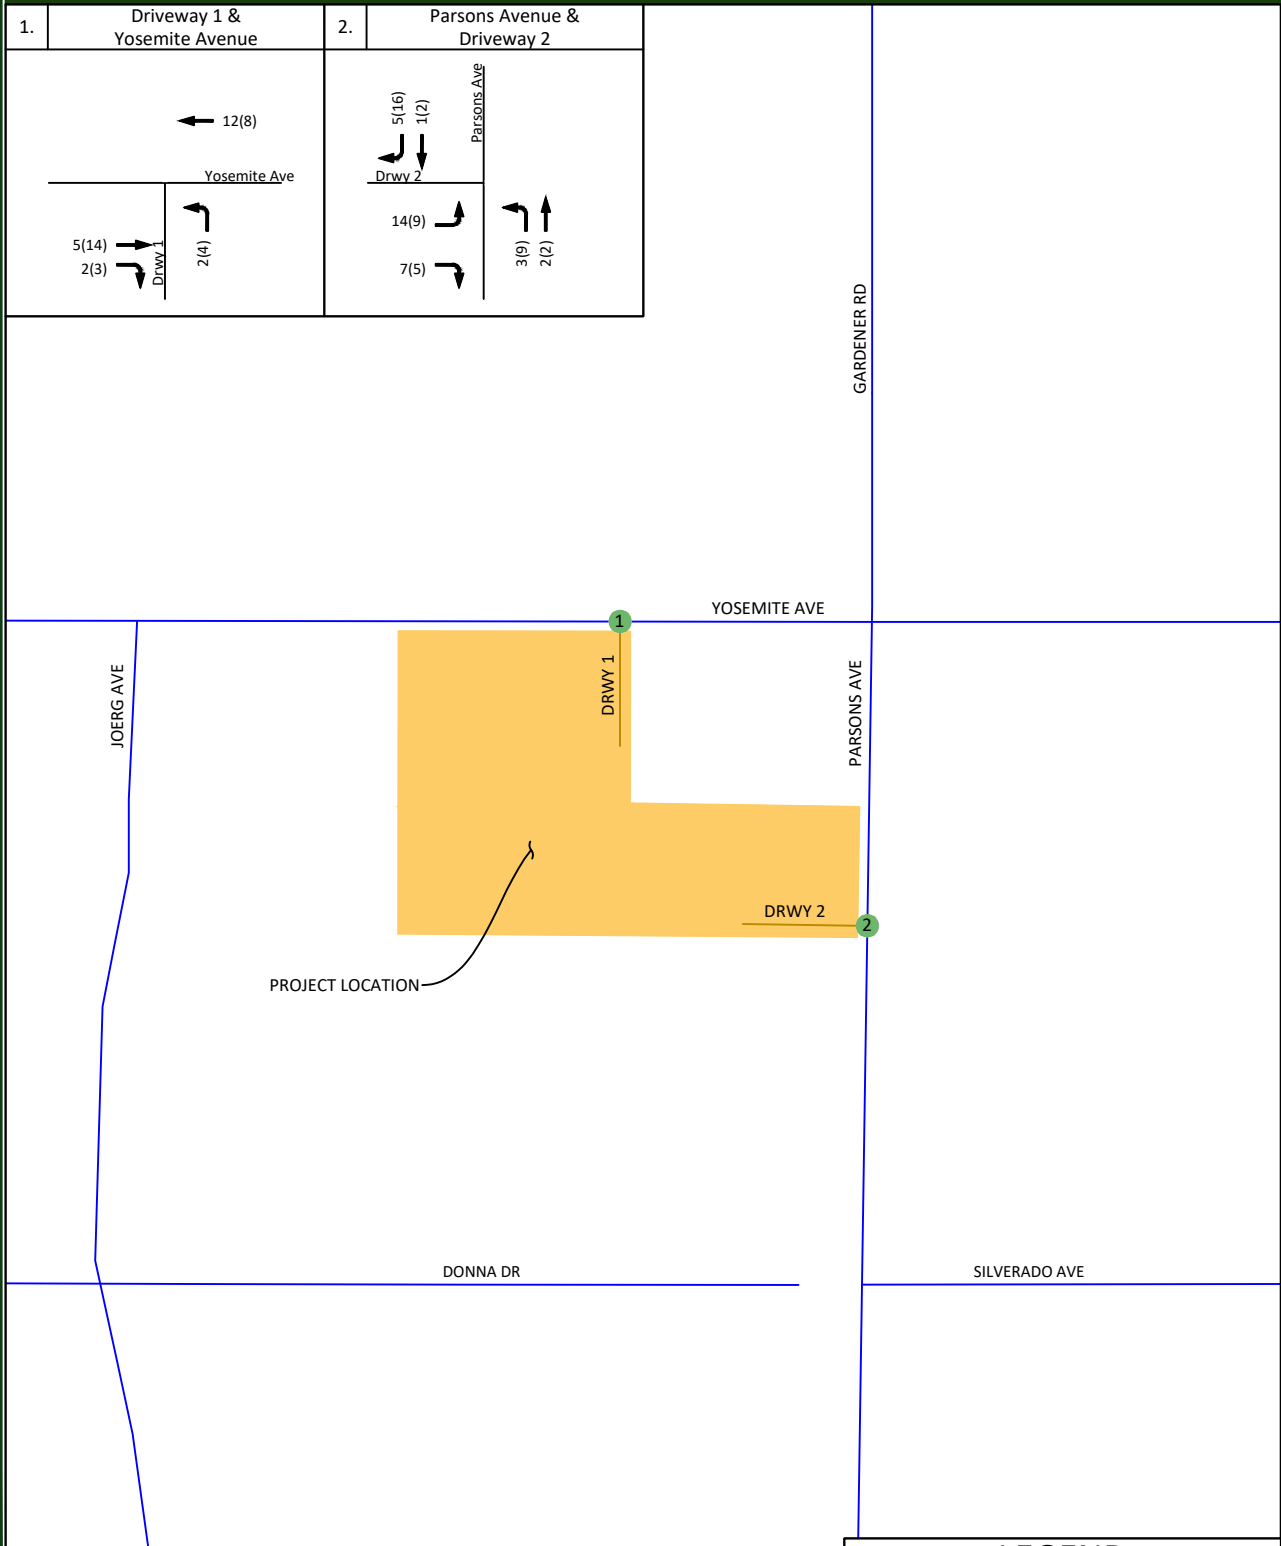 1.
Driveway 1 &
Yosemite Avenue
2.
Parsons Avenue &
Driveway 2
12(8)
Yosemite Ave
5(14)
2(3)
Drwy 1
2(4)
5(16)
1(2)
Parsons Ave
Drwy 2
14(9)
7(5)
3(9)
2(2)
GARDENER RD
YOSEMITE AVE
1
JOERG AVE
DRWY 1
PARSONS AVE
DRWY 2
2
PROJECT LOCATION
DONNA DR
SILVERADO AVE
LEGEND